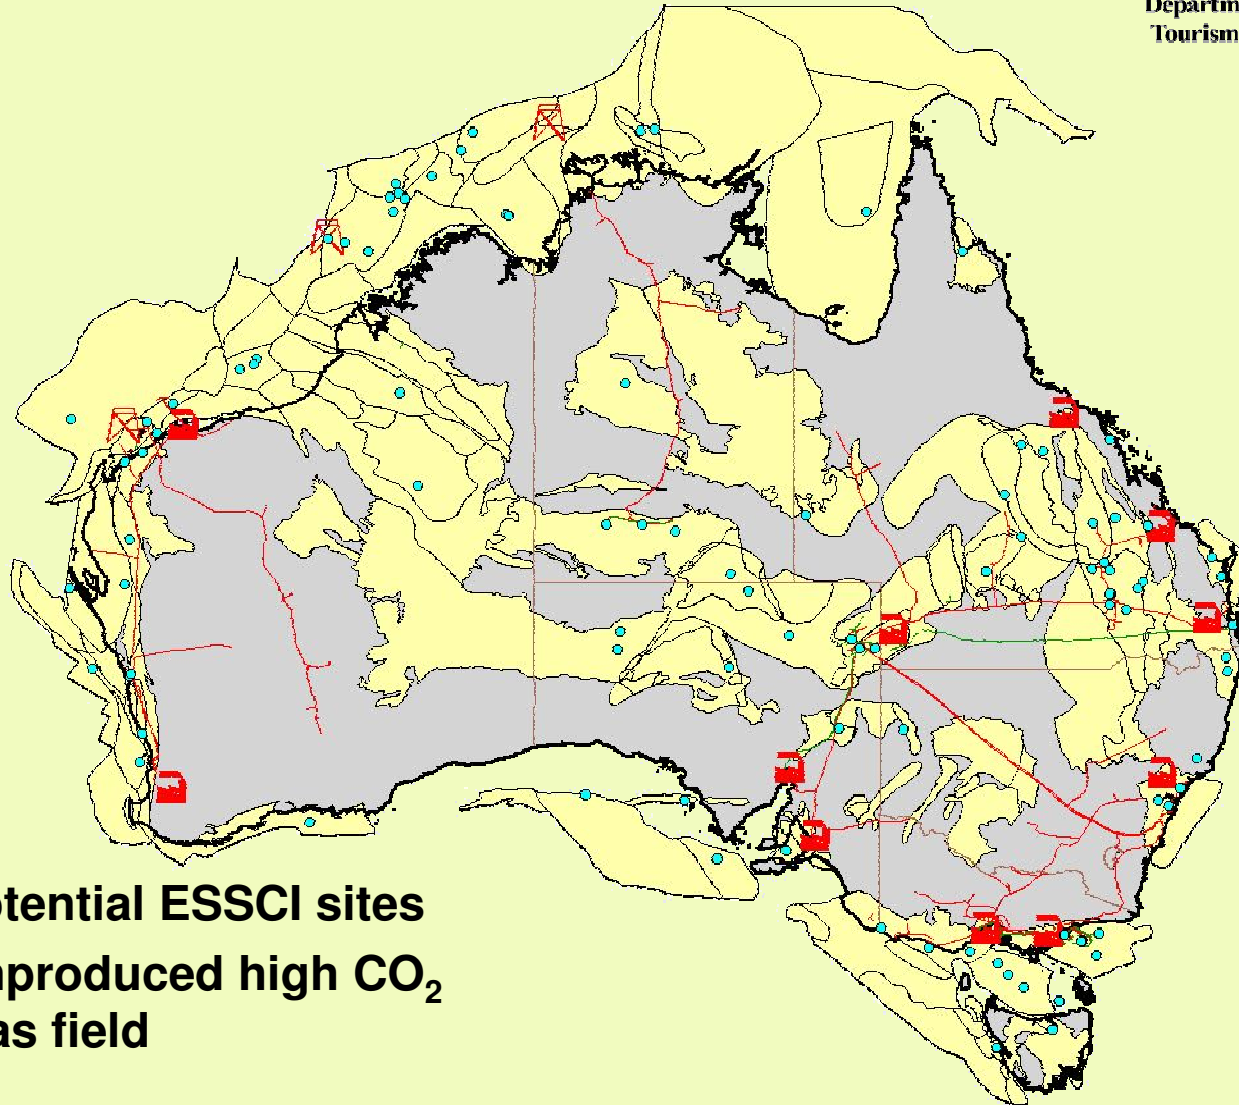 Departm
Tourism
otential ESSCI sites
nproduced high CO₂
as field